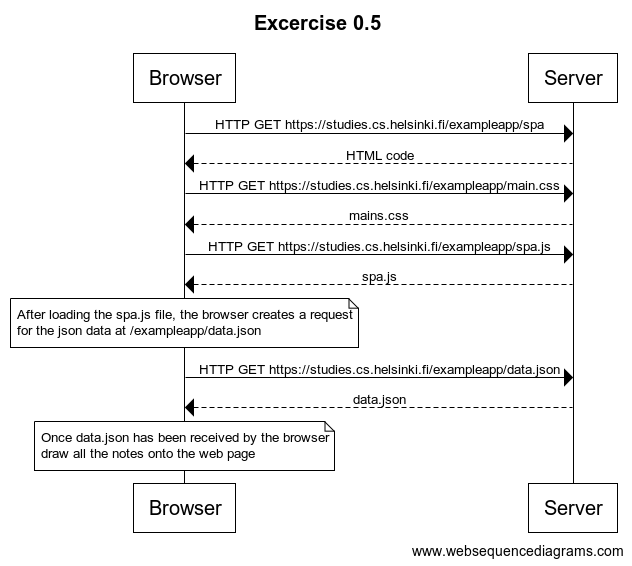 Excercise 0.5
Browser
Server
HTTP GET https://studies.cs.helsinki.fi/exampleapp/spa
HTML code
HTTP GET https://studies.cs.helsinki.fi/exampleapp/main.css
mains.css
HTTP GET https://studies.cs.helsinki.fi/exampleapp/spa.js
spa.js
After loading the spa.js file, the browser creates a request
for the json data at /exampleapp/data.json
HTTP GET https://studies.cs.helsinki.fi/exampleapp/data.json
data.json
Once data.json has been received by the browser
draw all the notes onto the web page
Browser
Server
www.websequencediagrams.com